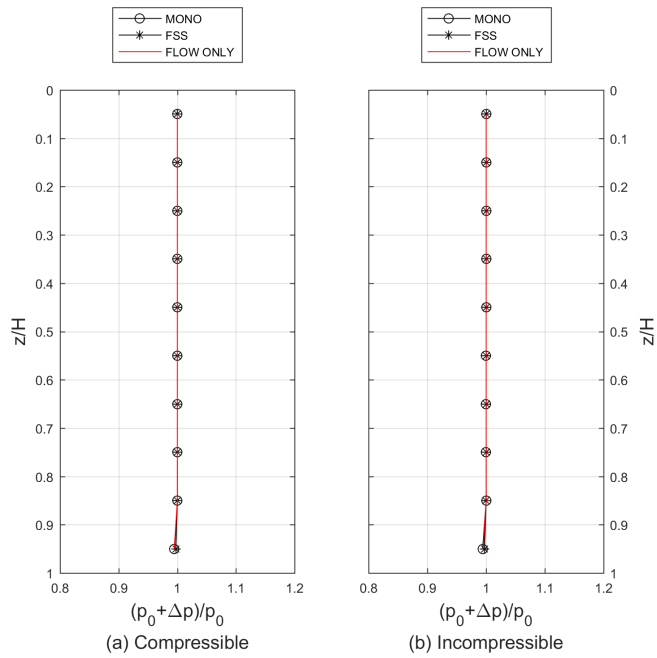 MONO
FSS
FLOW ONLY
MONO
FSS
FLOW ONLY
0
0.1
0.2
0.3
0.4
0.5
0.6
0.7
0.8
0.9
1
z/H
0.8
0.9
1
1.1
1.2
(p₀+Δp)/p₀
(a) Compressible
0
0.1
0.2
0.3
0.4
0.5
0.6
0.7
0.8
0.9
1
z/H
0.8
0.9
1
1.1
1.2
(p₀+Δp)/p₀
(b) Incompressible